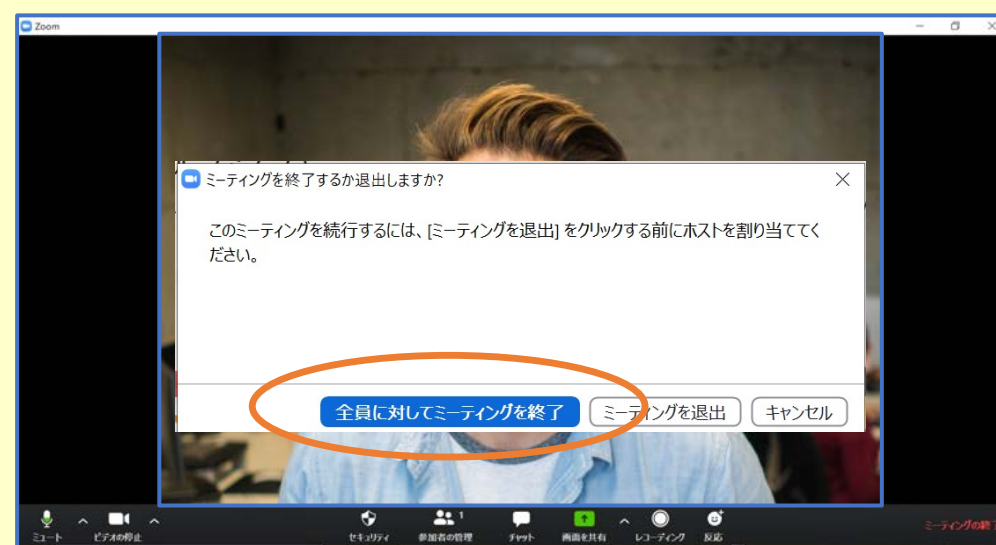 Zoom
ミーティングを終了するか退出しますか?
このミーティングを続行するには、[ミーティングを退出] をクリックする前にホストを割り当ててく
ださい。
全員に対してミーティングを終了
ミーティングを退出
キャンセル
1
ミュート
ビデオの停止
セキュリティ
参加者の管理
チャット
画面を共有
レコーディング
反応
ミーティングの終了